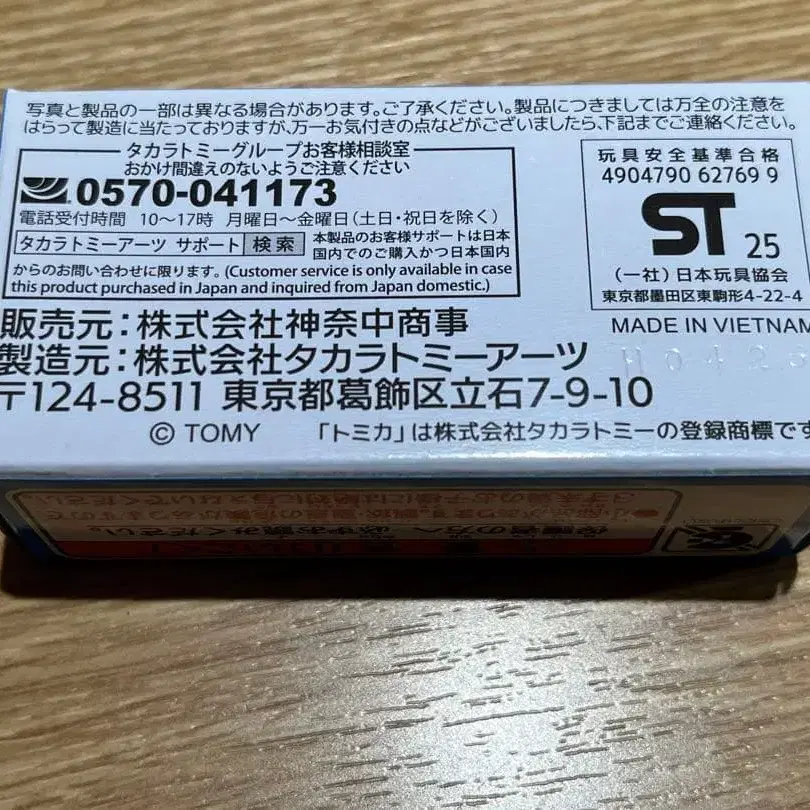 写真と製品の一部は異なる場合があります。ご了承ください。製品につきましては万全の注意を
はらって製造に当たっておりますが、万一お気付きの点などがございましたら、下記までご連絡ください。
タカラトミーグループお客様相談室
おかけ間違えのないようご注意ください
0570-041173
電話受付時間 10〜17時 月曜日〜金曜日(土日・祝日を除く)
タカラトミーアーツ サポート 検索
本製品のお客様サポートは日本
国内でのご購入かつ日本国内
からのお問い合わせに限ります。(Customer service is only available in case
this product purchased in Japan and inquired from Japan domestic.)
玩具安全基準合格
4904790 62769 9
ST 25
(一社)日本玩具協会
東京都墨田区東駒形4-22-4
MADE IN VIETNAM
販売元:株式会社神奈中商事
製造元:株式会社タカラトミーアーツ
〒124-8511 東京都葛飾区立石7-9-10
© TOMY 「トミカ」は株式会社タカラトミーの登録商標です
保護者の方へ 必ずお読みください。